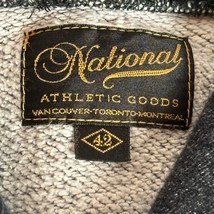 National
ATHLETIC GOODS
VANCOUVER-TORONTO-MONTREAL
42